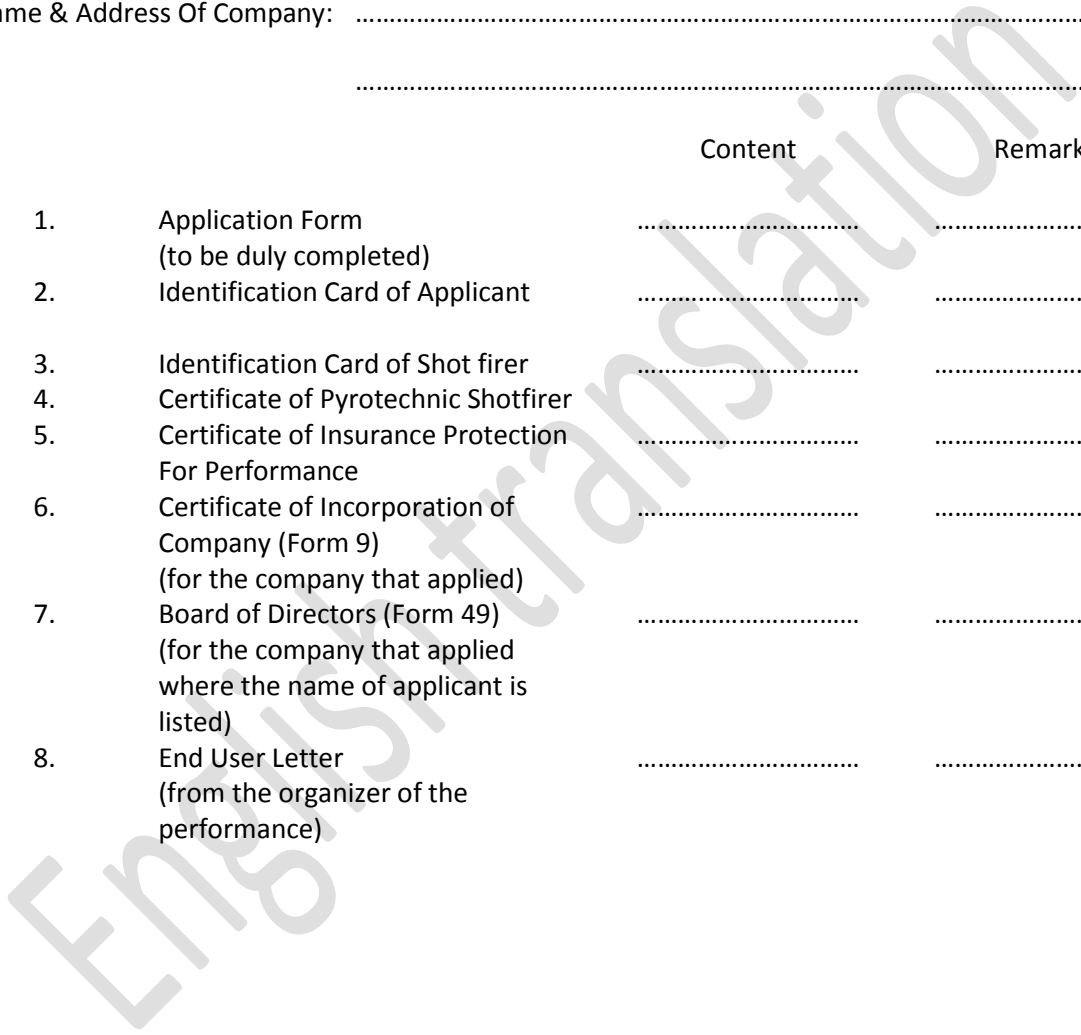 ame & Address Of Company: ........................................................................................................
........................................................................................................
Content Remark
1. Application Form ................................ ......................
(to be duly completed)
2. Identification Card of Applicant ................................ ......................
3. Identification Card of Shot firer ................................ ......................
4. Certificate of Pyrotechnic Shotfirer
5. Certificate of Insurance Protection ................................ ......................
For Performance
6. Certificate of Incorporation of ................................ ......................
Company (Form 9)
(for the company that applied)
7. Board of Directors (Form 49) ................................ ......................
(for the company that applied
where the name of applicant is
listed)
8. End User Letter ................................ ......................
(from the organizer of the
performance)
English translation